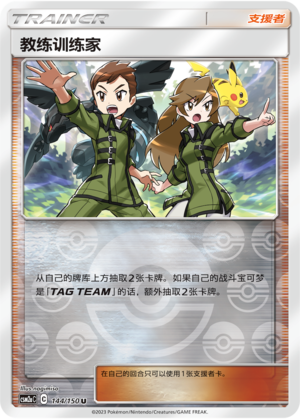 TRAINER 支援者
教练训练家
从自己的牌库上方抽取2张卡牌。如果自己的战斗宝可梦
是「TAG TEAM」的话，额外抽取2张卡牌。
Illus. nagimiso
在自己的回合只可以使用1张支援者卡。
CSM2aC C 144/150 U
©2023 Pokémon/Nintendo/Creatures/GAME FREAK.